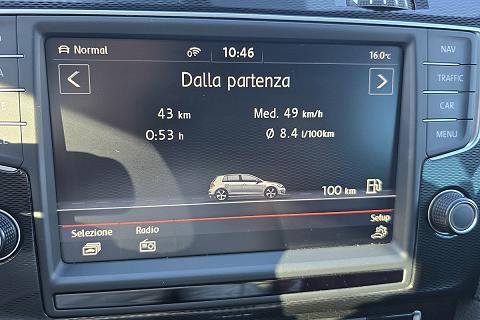 Normal 10:46 16.0°C
Dalla partenza
43 km Med. 49 km/h
0:53 h Ø 8.4 l/100km
100 km
Setup
Selezione Radio
NAV
TRAFFIC
CAR
MENU